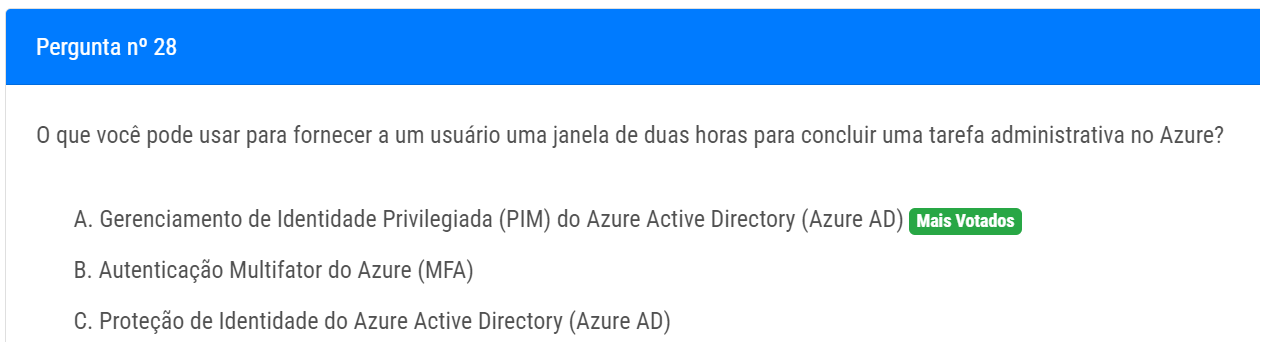 Pergunta nº 28
O que você pode usar para fornecer a um usuário uma janela de duas horas para concluir uma tarefa administrativa no Azure?
A. Gerenciamento de Identidade Privilegiada (PIM) do Azure Active Directory (Azure AD) Mais Votados
B. Autenticação Multifator do Azure (MFA)
C. Proteção de Identidade do Azure Active Directory (Azure AD)